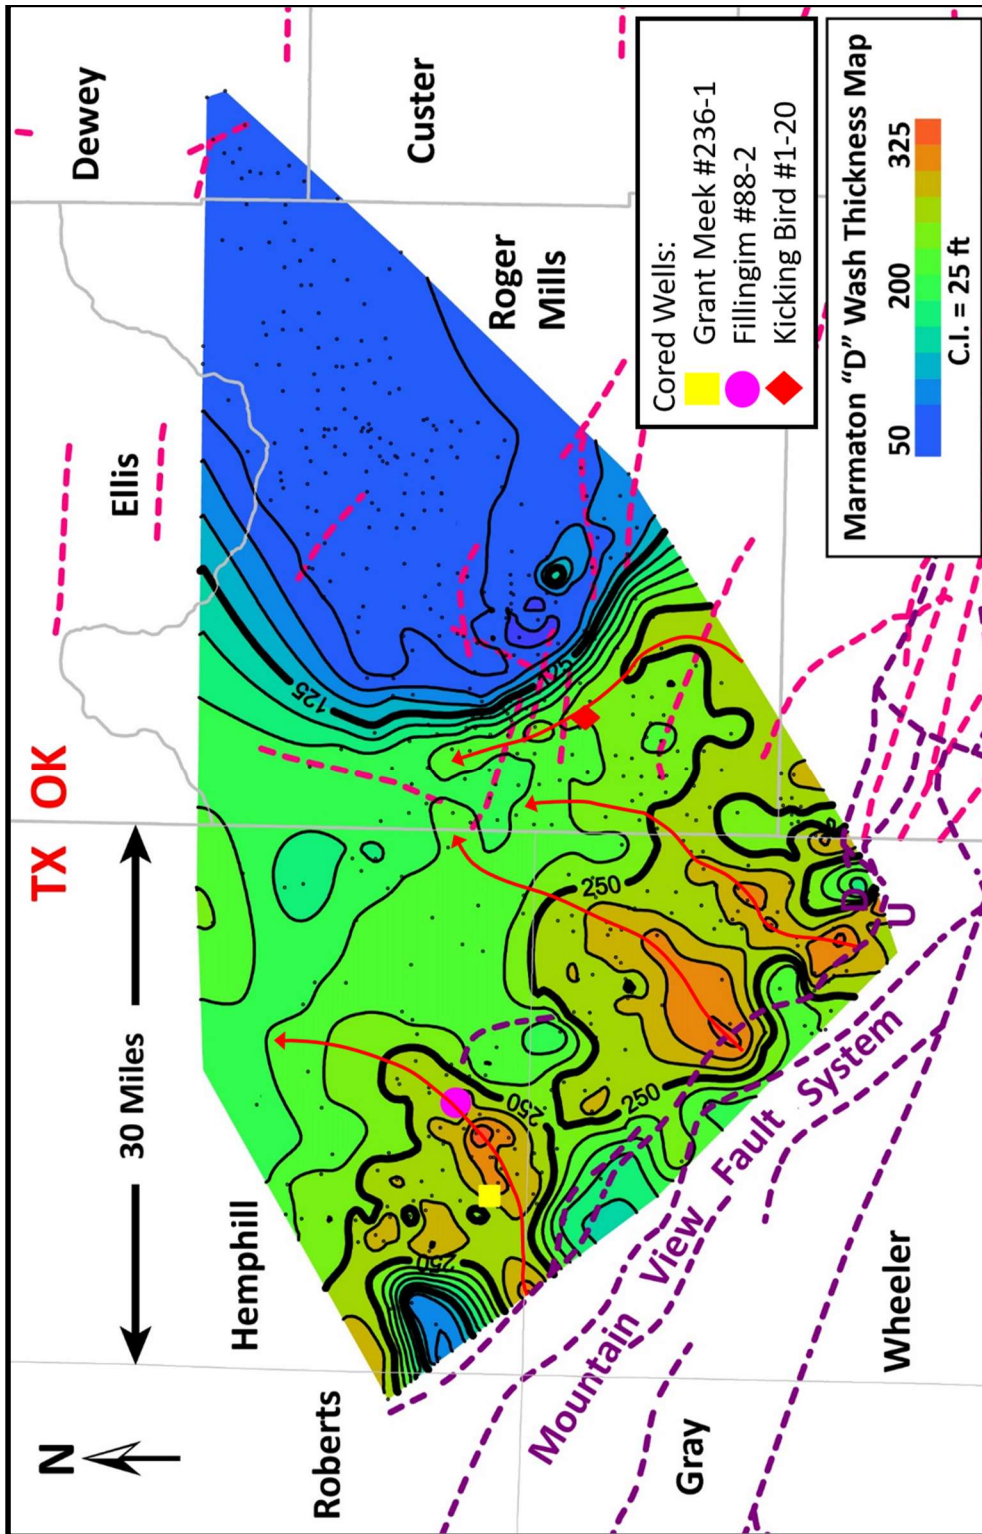 N
TX OK
30 Miles
Dewey
Ellis
Custer
Hemphill
Roberts
Roger
Mills
125
125
250
250
250
250
Gray
Wheeler
Mountain View Fault System
D
U
Cored Wells:
Grant Meek #236-1
Fillingim #88-2
Kicking Bird #1-20
Marmaton “D” Wash Thickness Map
50 200 325
C.I. = 25 ft